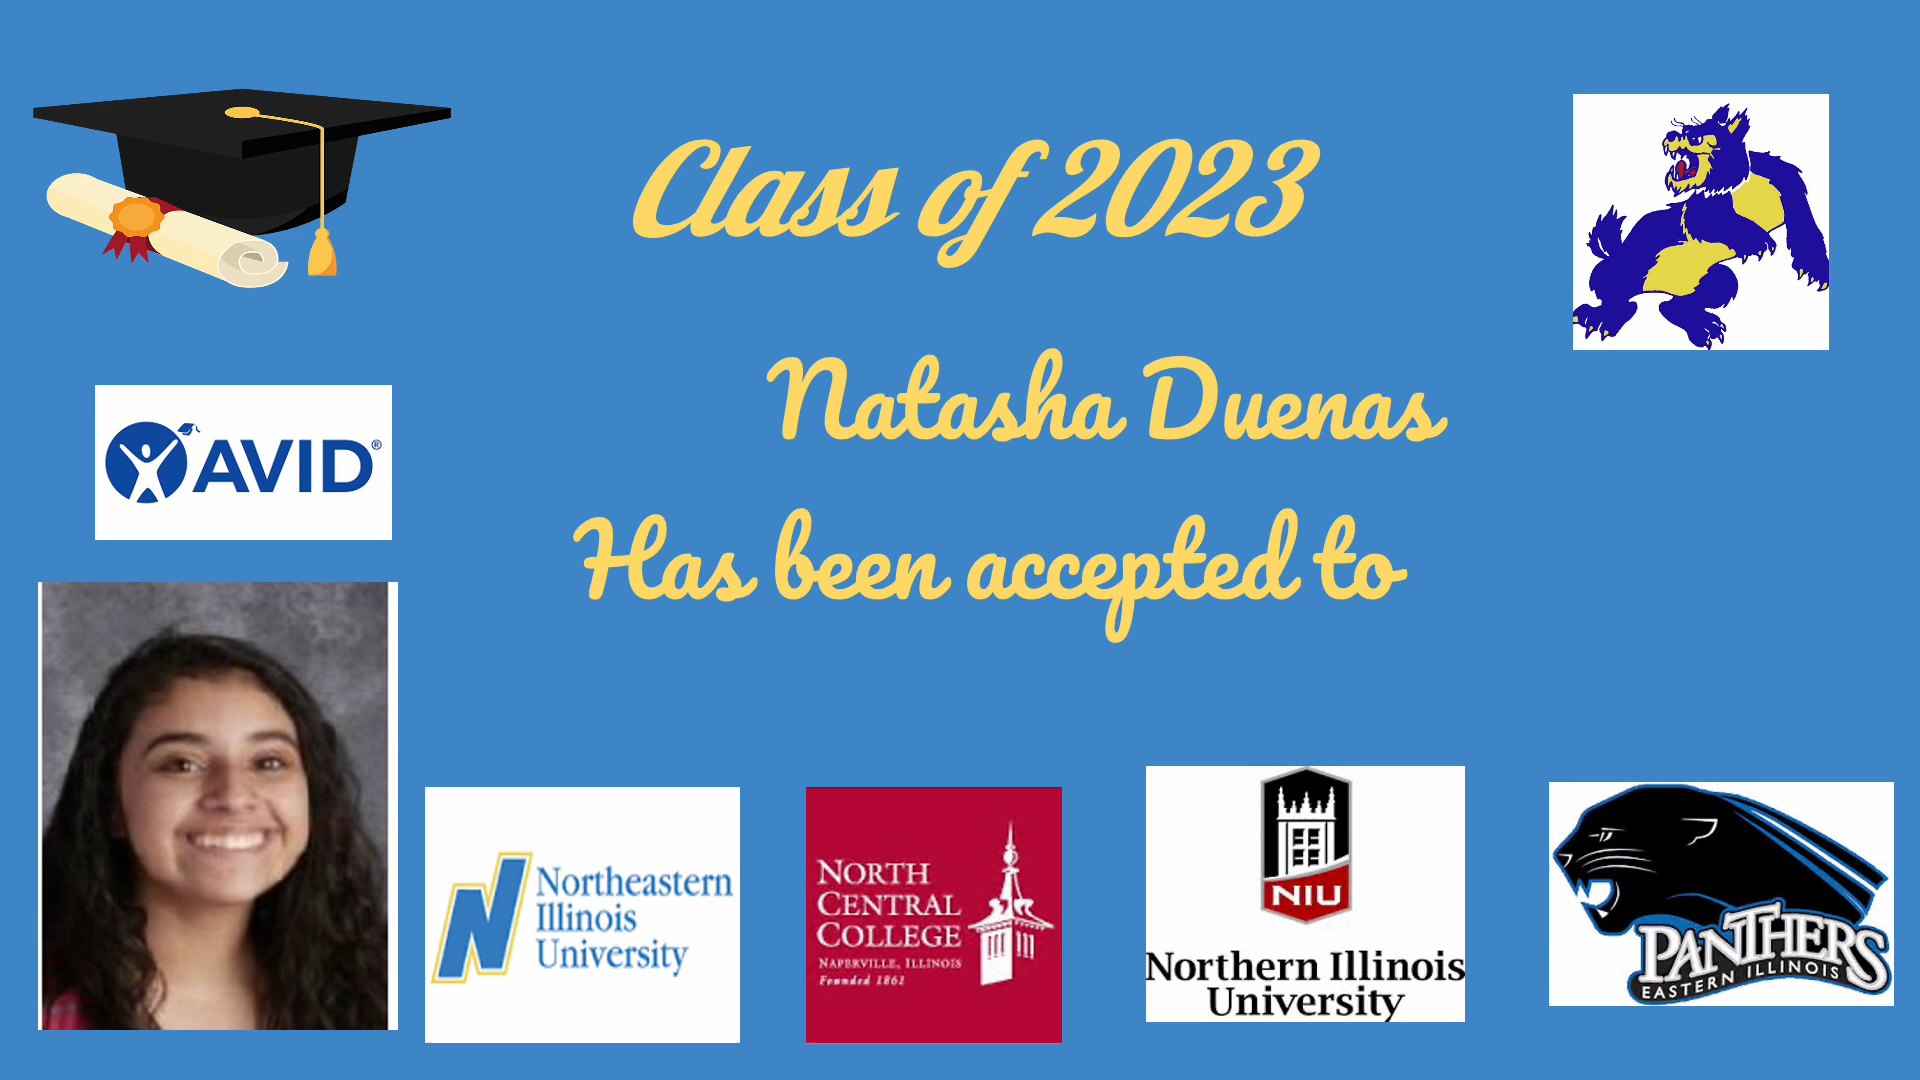 Class of 2023
Natasha Duenas
Has been accepted to
AVID®
Northeastern
Illinois
University
NORTH
CENTRAL
COLLEGE
NAPERVILLE, ILLINOIS
Founded 1861
NIU
Northern Illinois
University
PANTHERS
EASTERN ILLINOIS